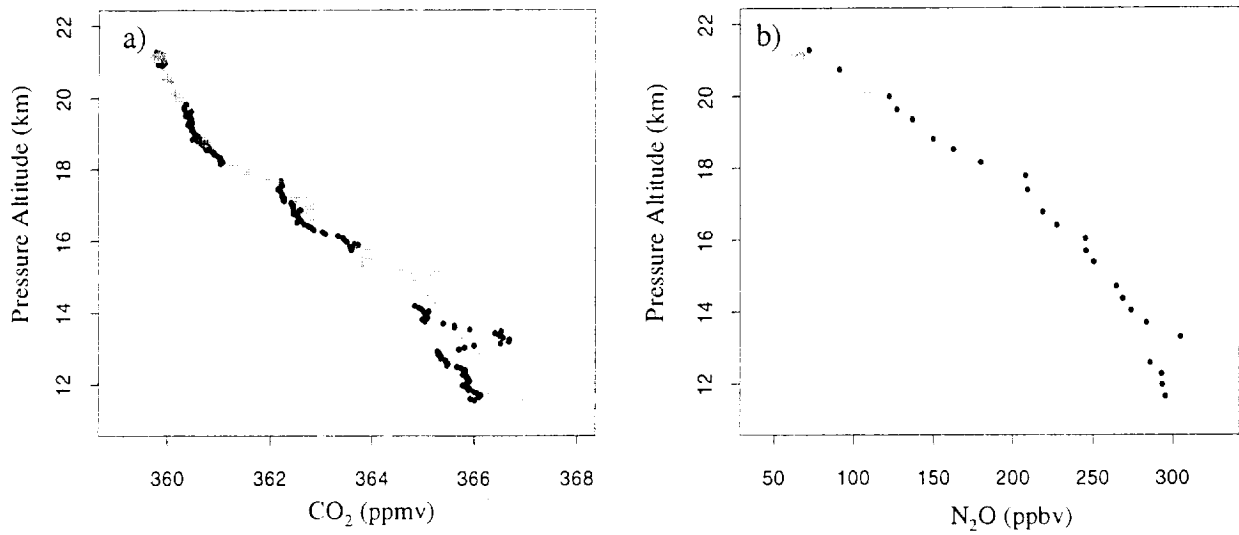 a)
Pressure Altitude (km)
22
20
18
16
14
12
360 362 364 366 368
CO₂ (ppmv)
b)
Pressure Altitude (km)
22
20
18
16
14
12
50 100 150 200 250 300
N₂O (ppbv)